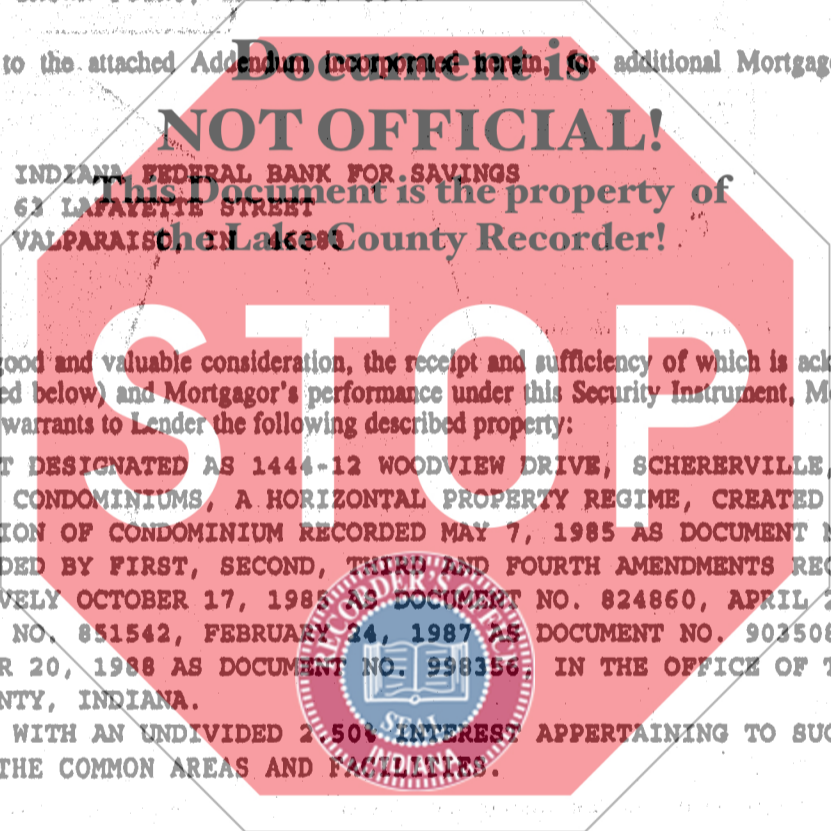 to the attached Addendum incorporated herein, for additional Mortgag
Document is
NOT OFFICIAL!
INDIANA FEDERAL BANK FOR SAVINGS
This Document is the property of
63 LAFAYETTE STREET
the Lake County Recorder!
VALPARAISO, IN
STOP
good and valuable consideration, the receipt and sufficiency of which is ack
ed below) and Mortgagor's performance under this Security Instrument, M
warrants to Lender the following described property:
T DESIGNATED AS 1444-12 WOODVIEW DRIVE, SCHERERVILLE,
CONDOMINIUMS, A HORIZONTAL PROPERTY REGIME, CREATED
ION OF CONDOMINIUM RECORDED MAY 7, 1985 AS DOCUMENT N
DED BY FIRST, SECOND, THIRD AND FOURTH AMENDMENTS REC
VELY OCTOBER 17, AS DOCUMENT NO. 824860, APRIL
NO. 851542, FEBRUARY 24, 1987 AS DOCUMENT NO. 903508
R 20, 1988 AS DOCUMENT NO. 998356, IN THE OFFICE OF T
NTY, INDIANA.
WITH AN UNDIVIDED 2.50% INTEREST APPERTAINING TO SUC
THE COMMON AREAS AND FACILITIES.
RECORDER'S OFFICE
SEAL
INDIANA